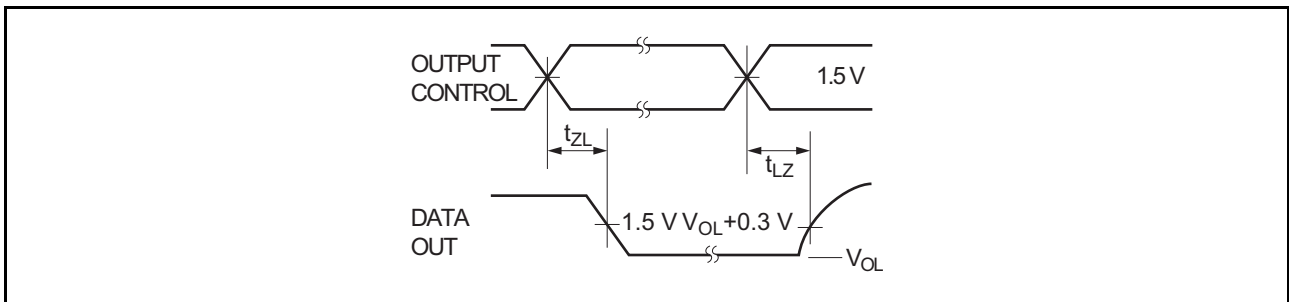 OUTPUT
CONTROL
1.5 V
tZL
tLZ
DATA
OUT
1.5 V VOL+0.3 V
VOL